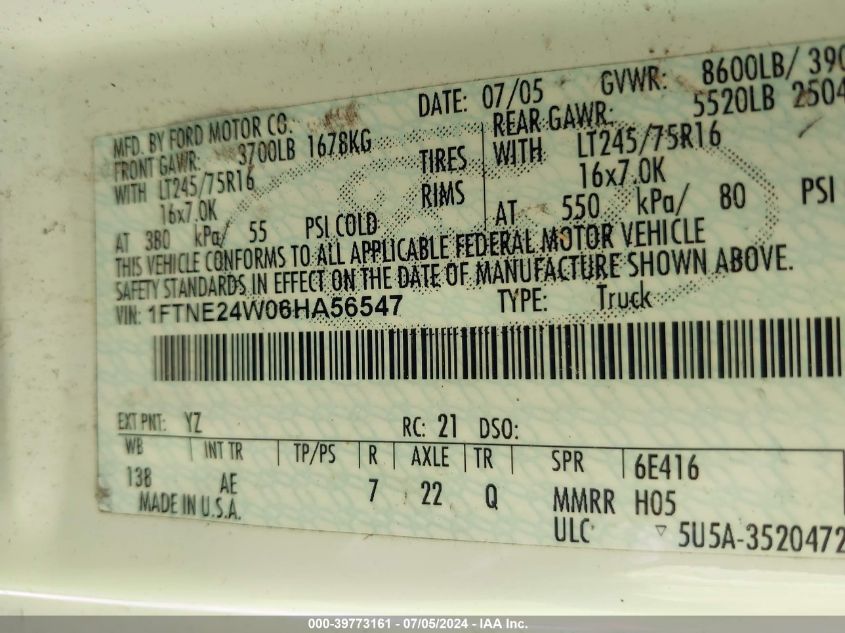 MFD. BY FORD MOTOR CO.
DATE: 07/05
GVWR: 8600LB/ 390
FRONT GAWR: 3700LB 1678KG
REAR GAWR: 5520LB 2504
WITH LT245/75R16
TIRES
WITH LT245/75R16
16x7.0K
RIMS
16x7.0K
AT 380 kPa/ 55 PSI COLD
AT 550 kPa/ 80 PSI
THIS VEHICLE CONFORMS TO ALL APPLICABLE FEDERAL MOTOR VEHICLE
SAFETY STANDARDS IN EFFECT ON THE DATE OF MANUFACTURE SHOWN ABOVE.
VIN: 1FTNE24W06HA56547
TYPE: Truck
EXT PNT: YZ
RC: 21 DSO:
WB INT TR TP/PS R AXLE TR SPR 6E416
138 AE 7 22 Q MMRR H05
MADE IN U.S.A.
ULC ▽ 5U5A-3520472
000-39773161 - 07/05/2024 - IAA Inc.